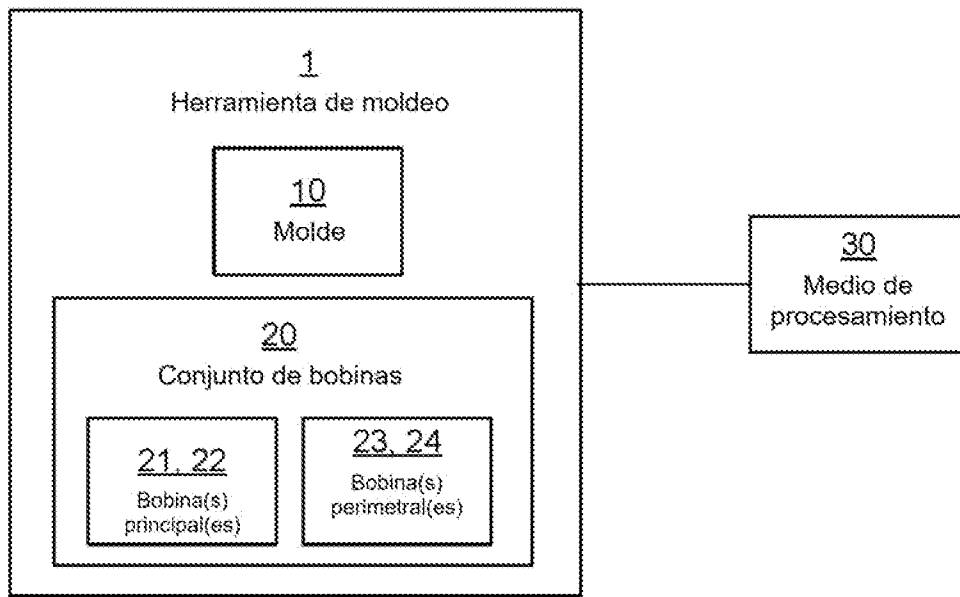 1
Herramienta de moldeo
10
Molde
20
Conjunto de bobinas
21, 22
Bobina(s)
principal(es)
23, 24
Bobina(s)
perimetral(es)
30
Medio de
procesamiento